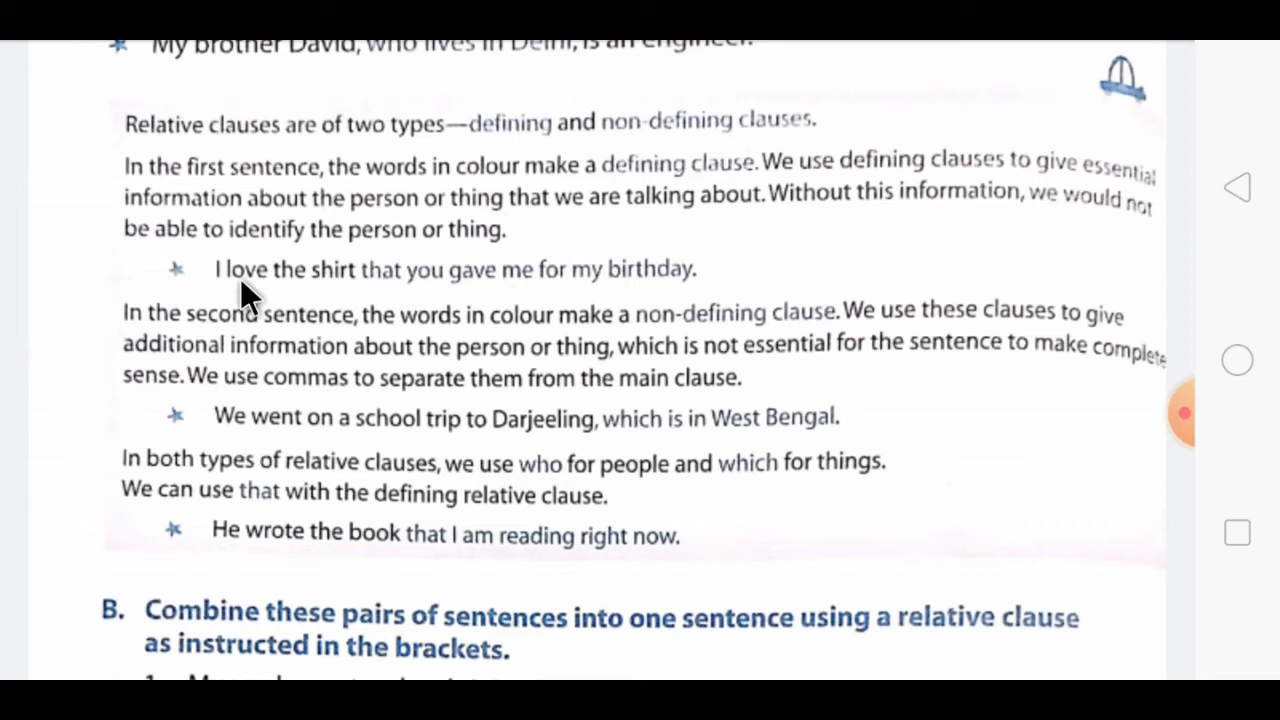 My brother David, who lives in Delhi, is an engineer.
Relative clauses are of two types—defining and non-defining clauses.
In the first sentence, the words in colour make a defining clause. We use defining clauses to give essential
information about the person or thing that we are talking about. Without this information, we would not
be able to identify the person or thing.
I love the shirt that you gave me for my birthday.
In the second sentence, the words in colour make a non-defining clause. We use these clauses to give
additional information about the person or thing, which is not essential for the sentence to make complete
sense. We use commas to separate them from the main clause.
We went on a school trip to Darjeeling, which is in West Bengal.
In both types of relative clauses, we use who for people and which for things.
We can use that with the defining relative clause.
He wrote the book that I am reading right now.
B. Combine these pairs of sentences into one sentence using a relative clause
as instructed in the brackets.